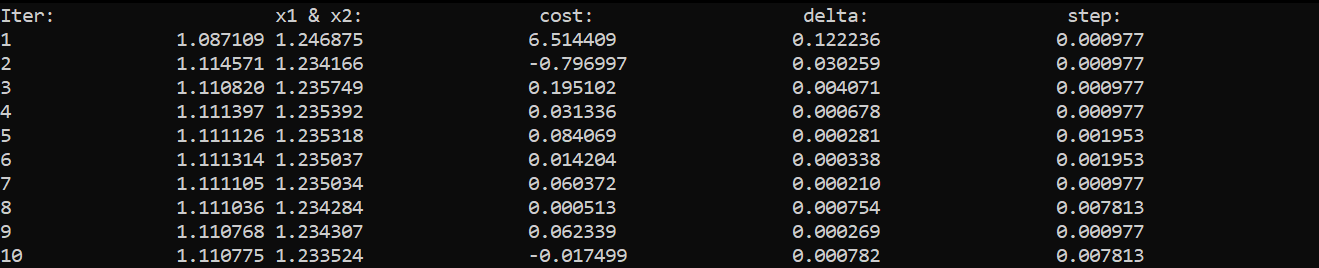 Iter: x1 & x2: cost: delta: step:
1 1.087109 1.246875 6.514409 0.122236 0.000977
2 1.114571 1.234166 -0.796997 0.030259 0.000977
3 1.110820 1.235749 0.195102 0.004071 0.000977
4 1.111397 1.235392 0.031336 0.000678 0.000977
5 1.111126 1.235318 0.084069 0.000281 0.001953
6 1.111314 1.235037 0.014204 0.000338 0.001953
7 1.111105 1.235034 0.060372 0.000210 0.000977
8 1.111036 1.234284 0.000513 0.000754 0.007813
9 1.110768 1.234307 0.062339 0.000269 0.000977
10 1.110775 1.233524 -0.017499 0.000782 0.007813